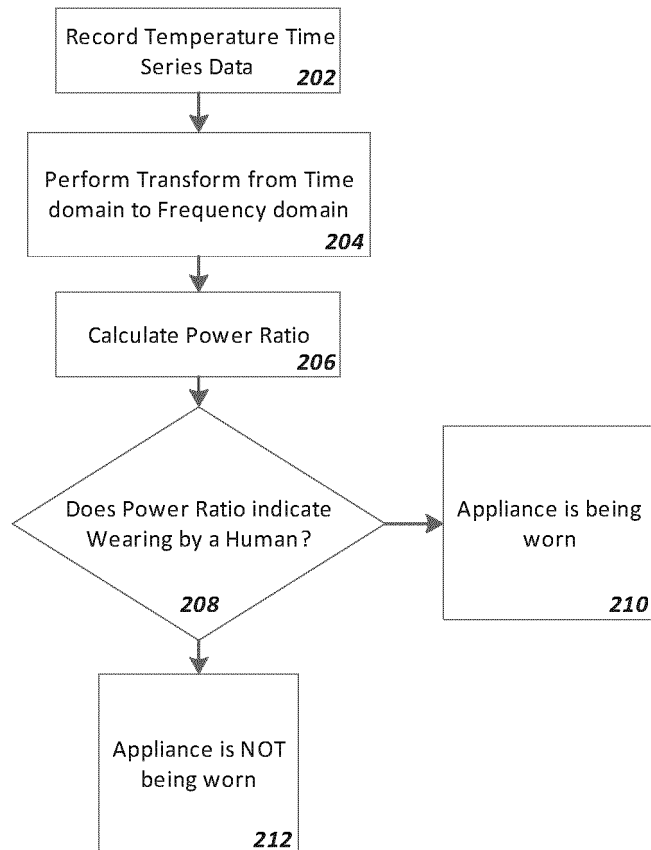 Record Temperature Time
Series Data
202
Perform Transform from Time
domain to Frequency domain
204
Calculate Power Ratio
206
Does Power Ratio indicate
Wearing by a Human?
208
Appliance is being
worn
210
Appliance is NOT
being worn
212